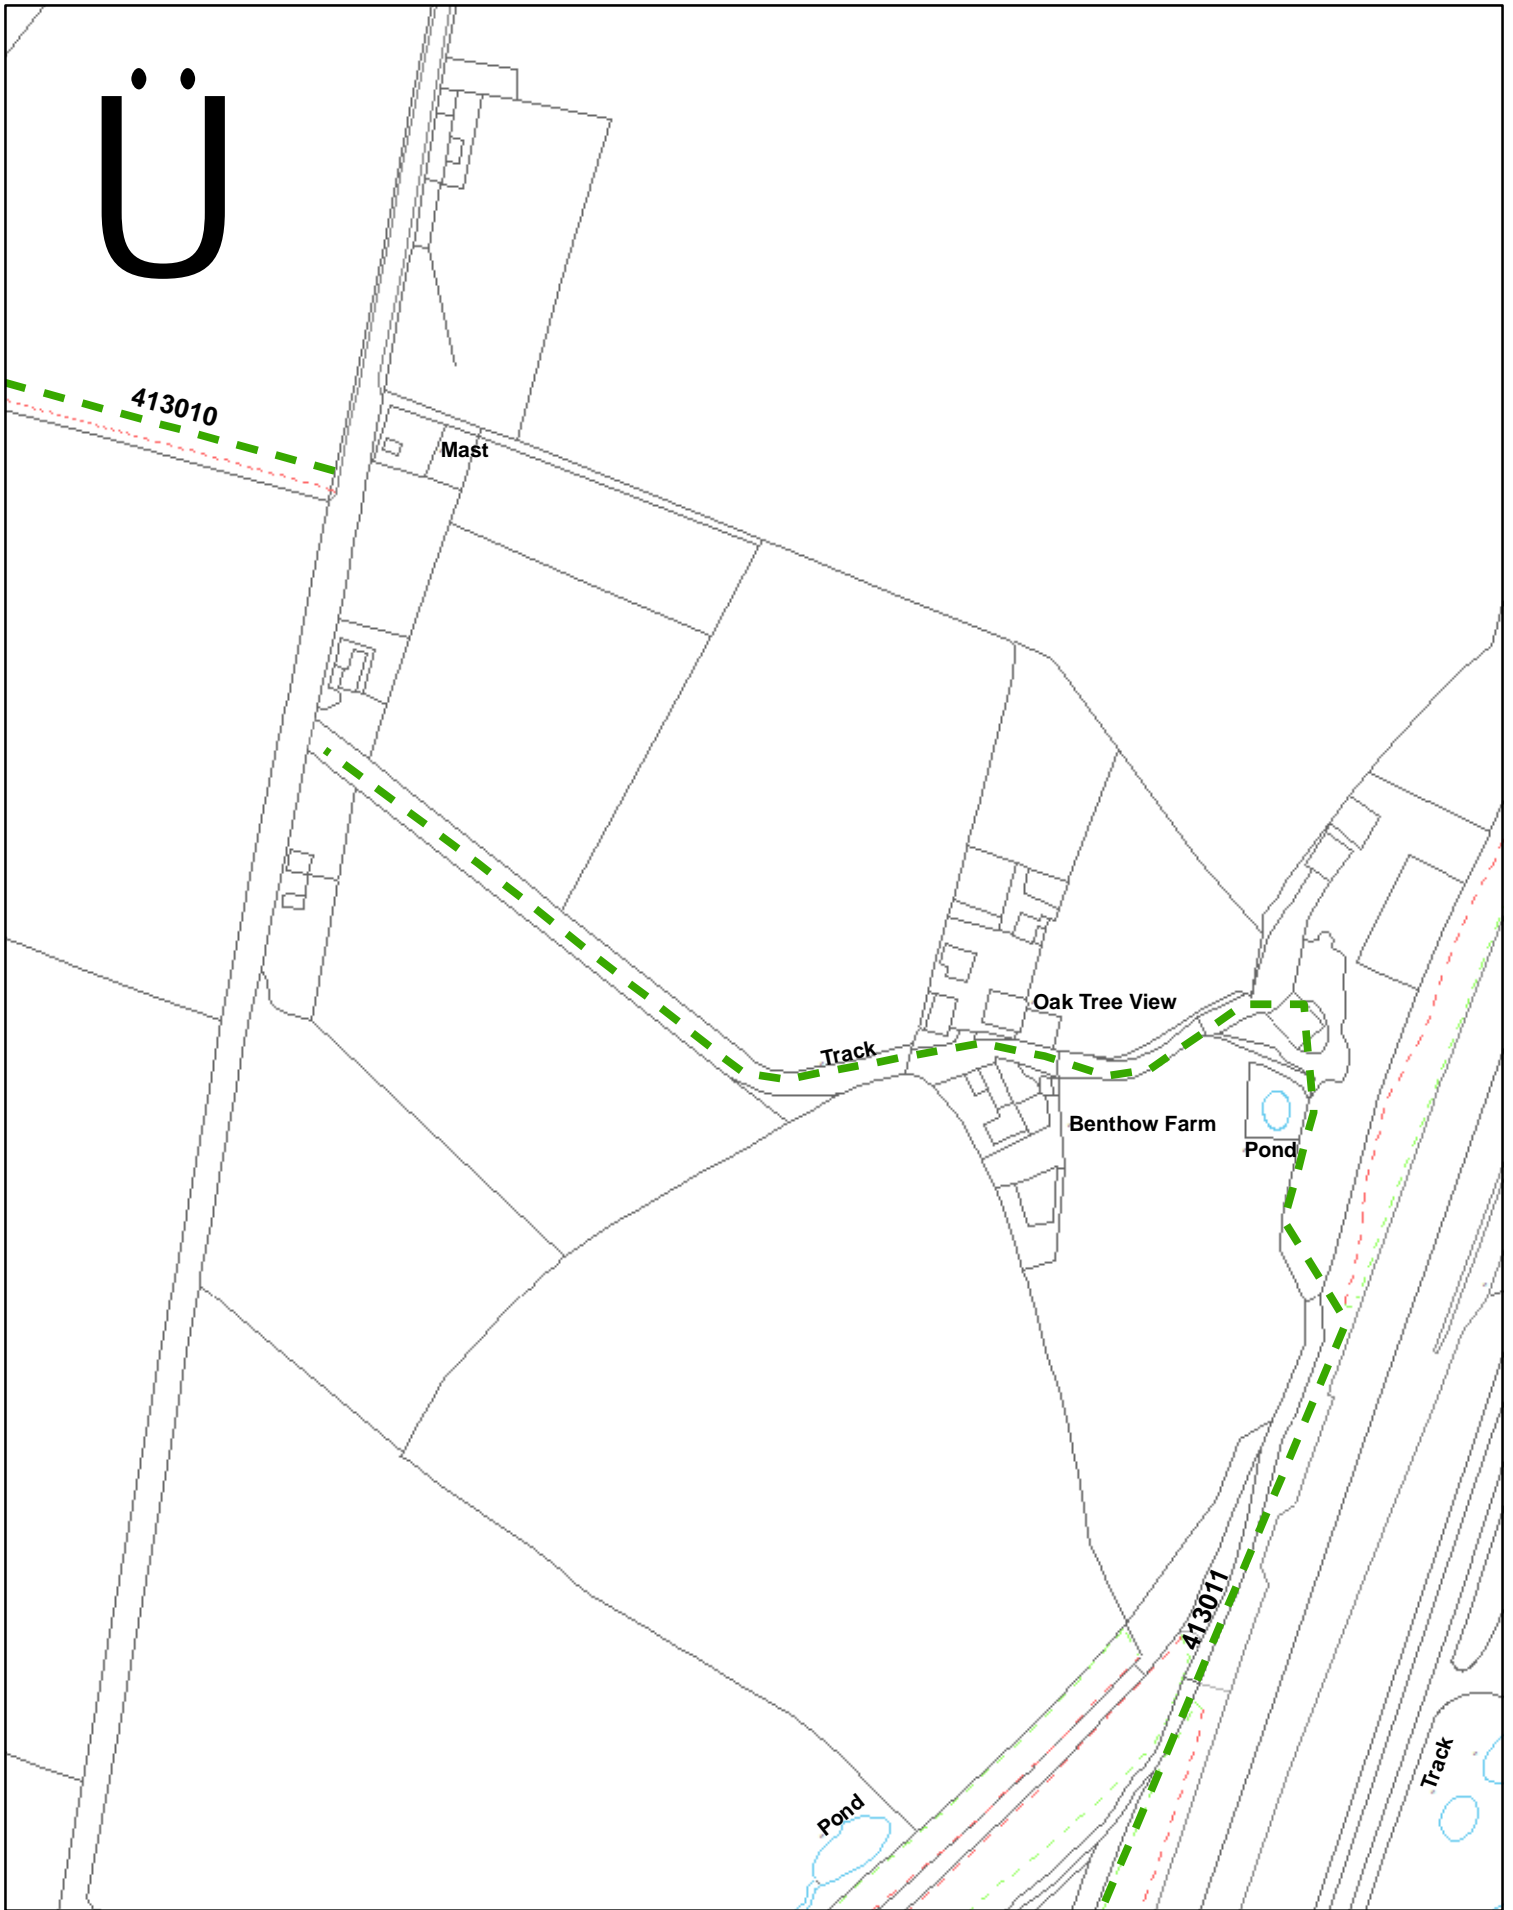 Ü
413010
Mast
Oak Tree View
Track
Benthow Farm
Pond
413011
Track
Pond